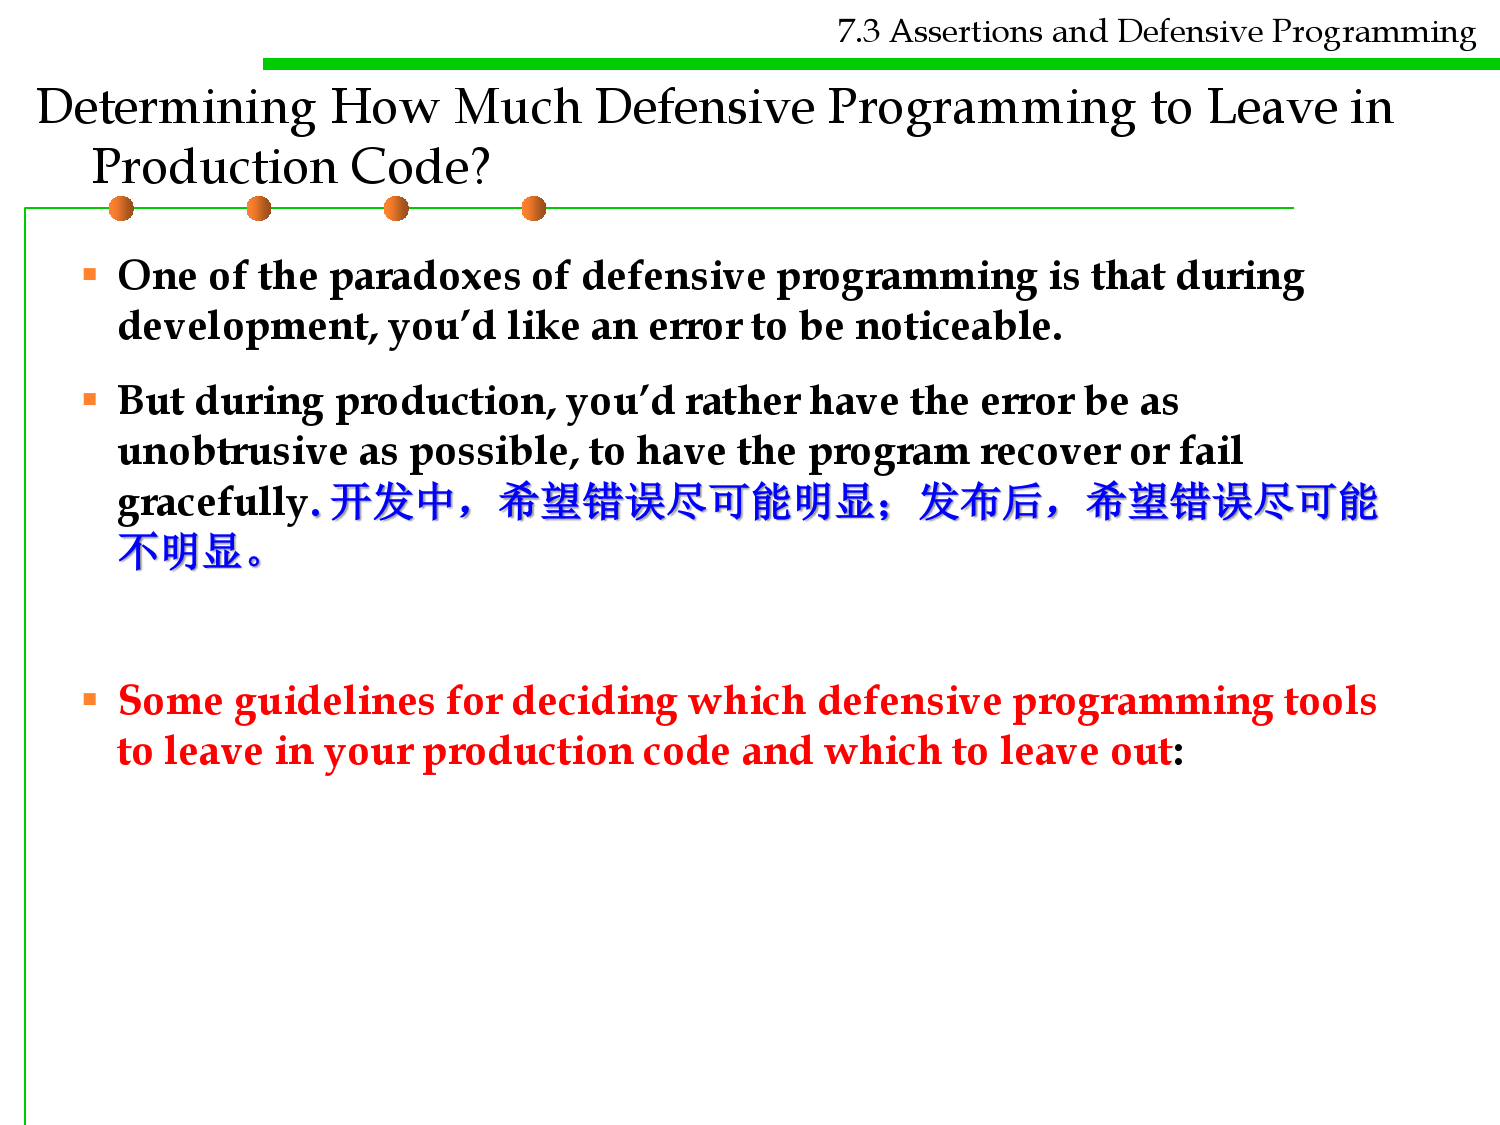 7.3 Assertions and Defensive Programming
Determining How Much Defensive Programming to Leave in
Production Code?
One of the paradoxes of defensive programming is that during
development, you’d like an error to be noticeable.
But during production, you’d rather have the error be as
unobtrusive as possible, to have the program recover or fail
gracefully. 开发中，希望错误尽可能明显；发布后，希望错误尽可能
不明显。
Some guidelines for deciding which defensive programming tools
to leave in your production code and which to leave out: